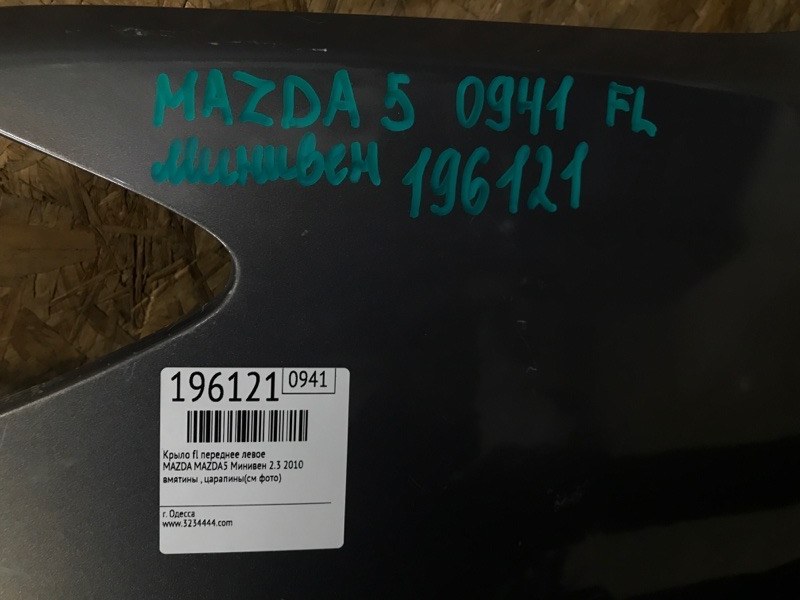 MAZDA 5 0941 FL
минивен 196121
196121 0941
Крыло fl переднее левое
MAZDA MAZDA5 Минивен 2.3 2010
вмятины , царапины(см фото)
г. Одесса
www.3234444.com